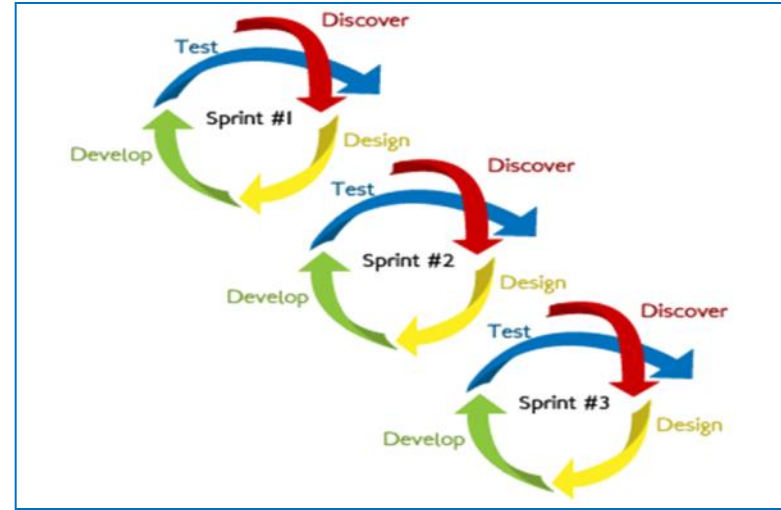 Discover
Test
Sprint #1
Design
Develop
Discover
Test
Sprint #2
Design
Develop
Discover
Test
Sprint #3
Design
Develop